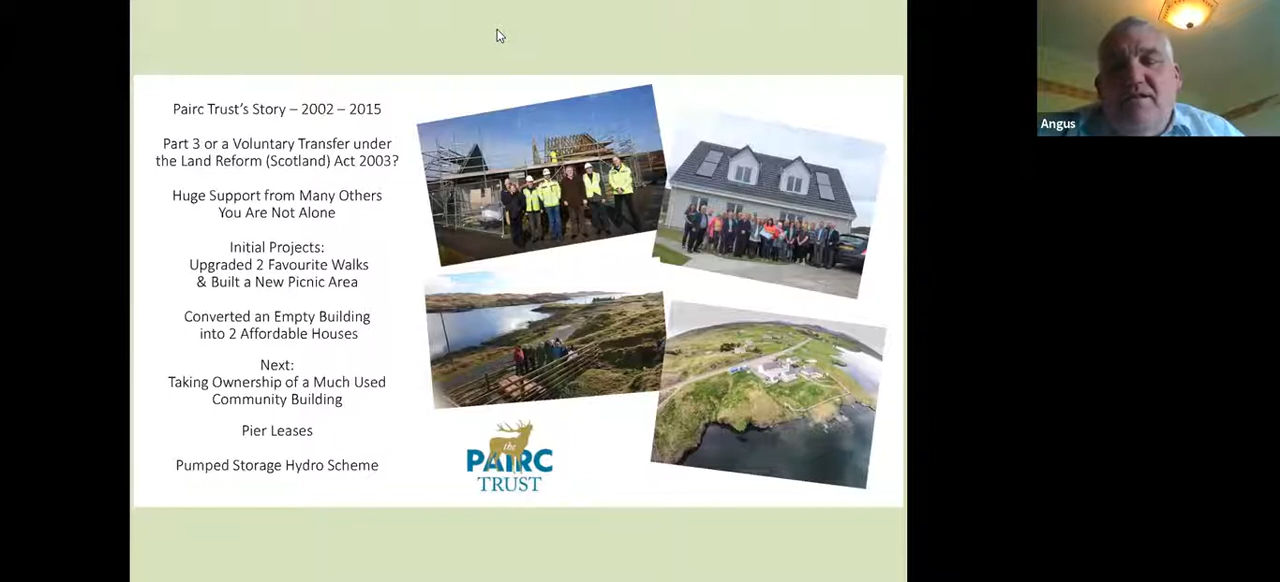 Pairc Trust's Story – 2002 – 2015
Part 3 or a Voluntary Transfer under
the Land Reform (Scotland) Act 2003?
Huge Support from Many Others
You Are Not Alone
Initial Projects:
Upgraded 2 Favourite Walks
& Built a New Picnic Area
Converted an Empty Building
into 2 Affordable Houses
Next:
Taking Ownership of a Much Used
Community Building
Pier Leases
Pumped Storage Hydro Scheme
the
PAIRC
TRUST
Angus